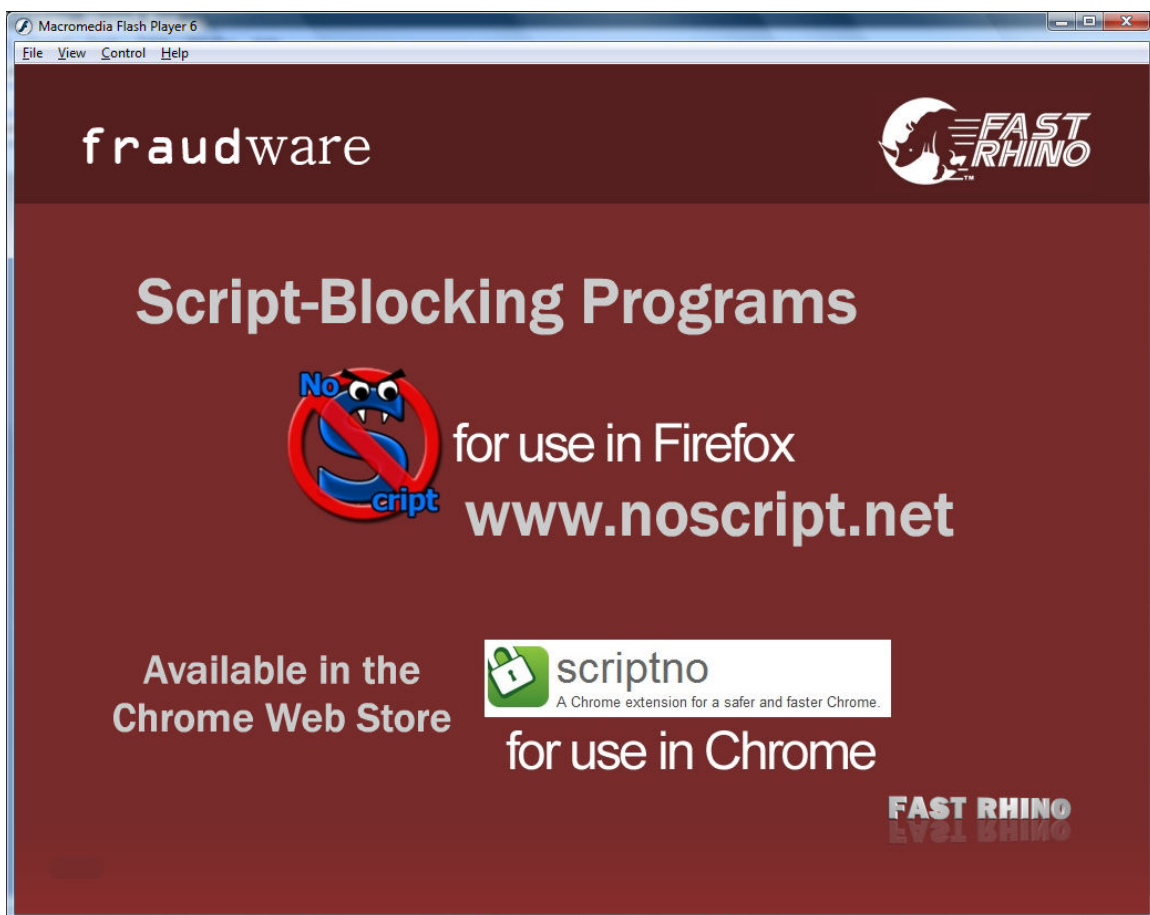 Macromedia Flash Player 6
File View Control Help
fraudware
FAST
RHINO
TM
Script-Blocking Programs
No
Script
for use in Firefox
www.noscript.net
Available in the
Chrome Web Store
scriptno
A Chrome extension for a safer and faster Chrome.
for use in Chrome
FAST RHINO